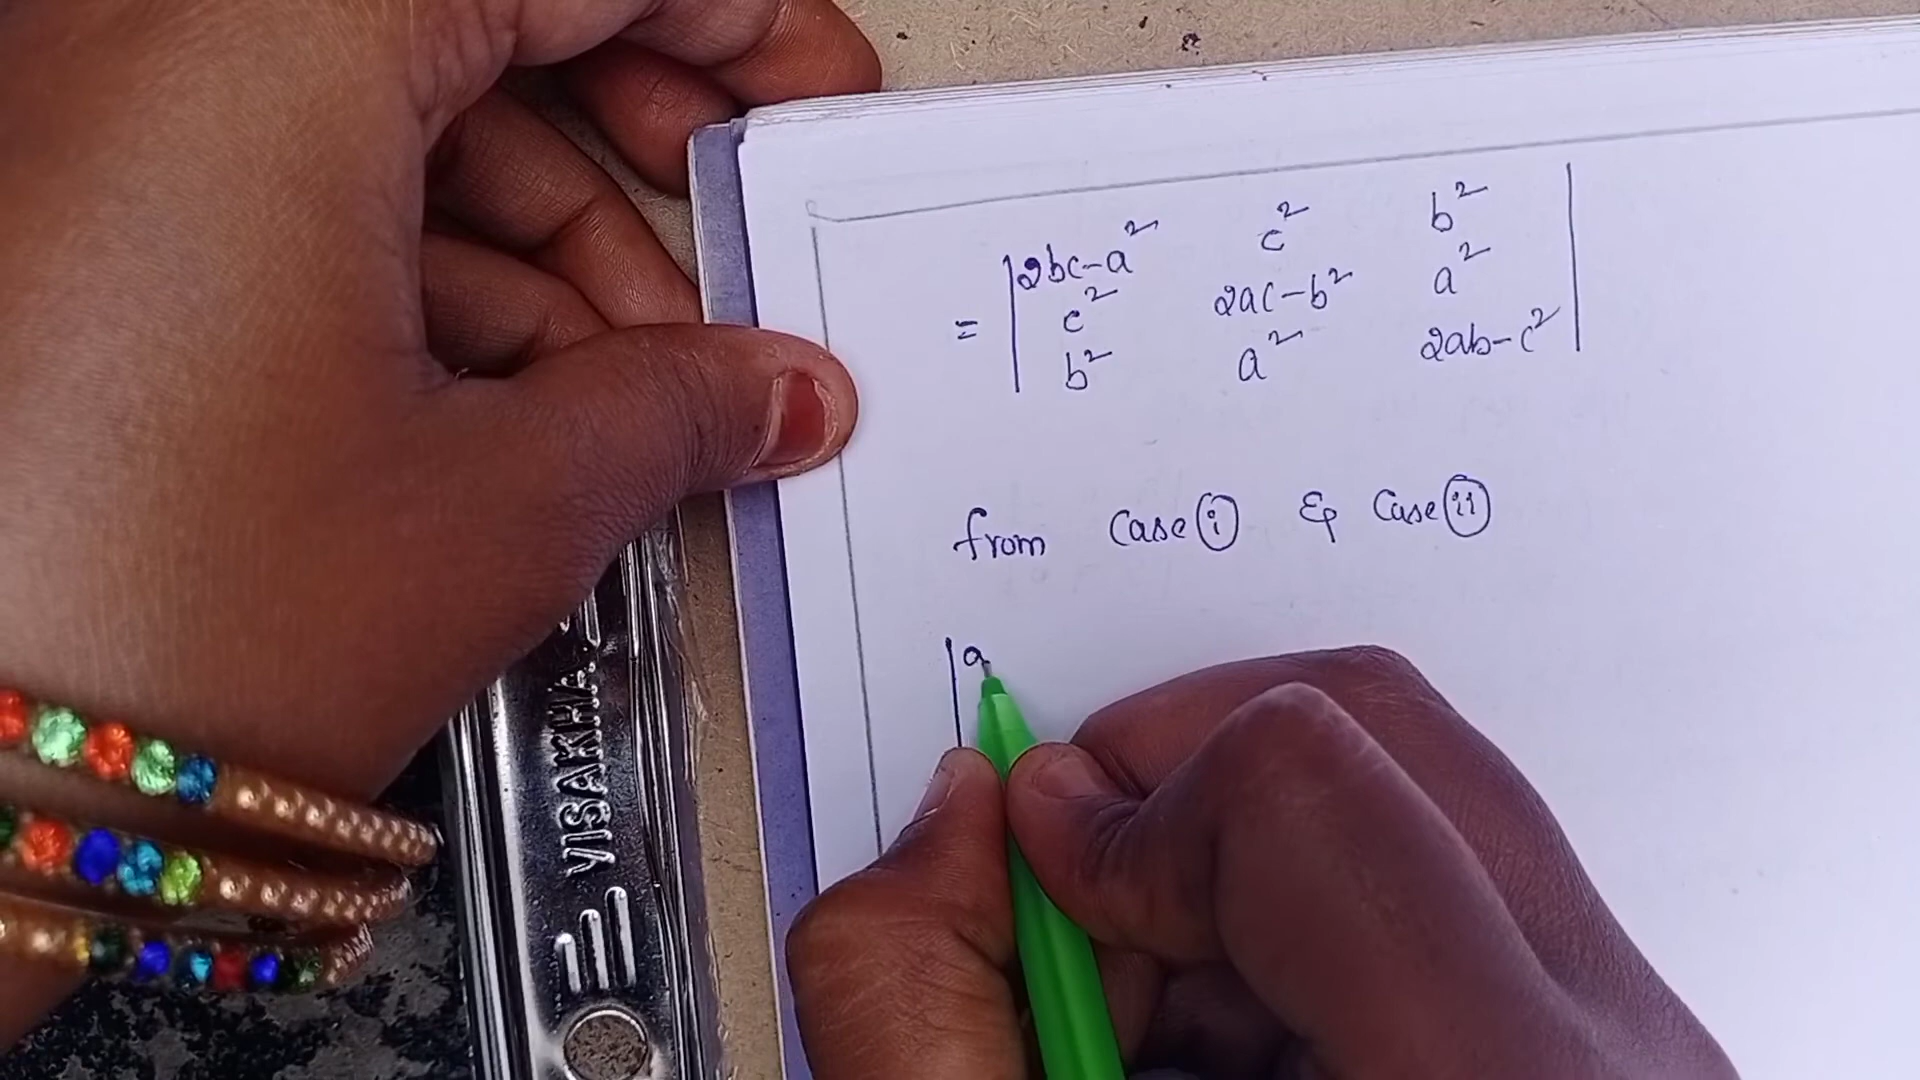 = | 2bc-a² c² b² |
| c² 2ac-b² a² |
| b² a² 2ab-c² |
from Case (i) & Case (ii)
| a
VISAKHA